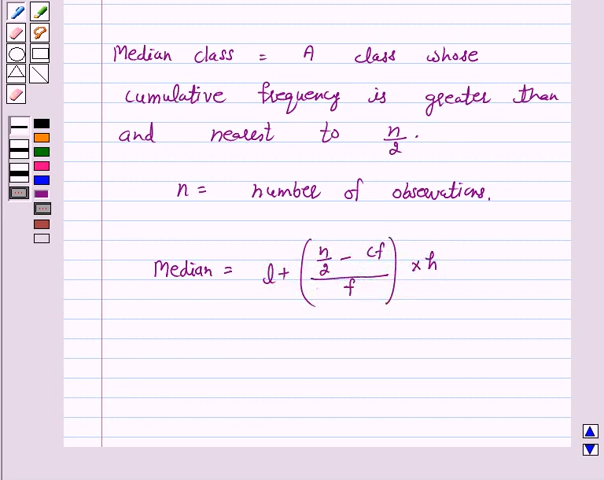 Median class = A class whose
cumulative frequency is greater than
and nearest to n/2.
n = number of observations.
Median = l + ( (n/2 - cf) / f ) × h